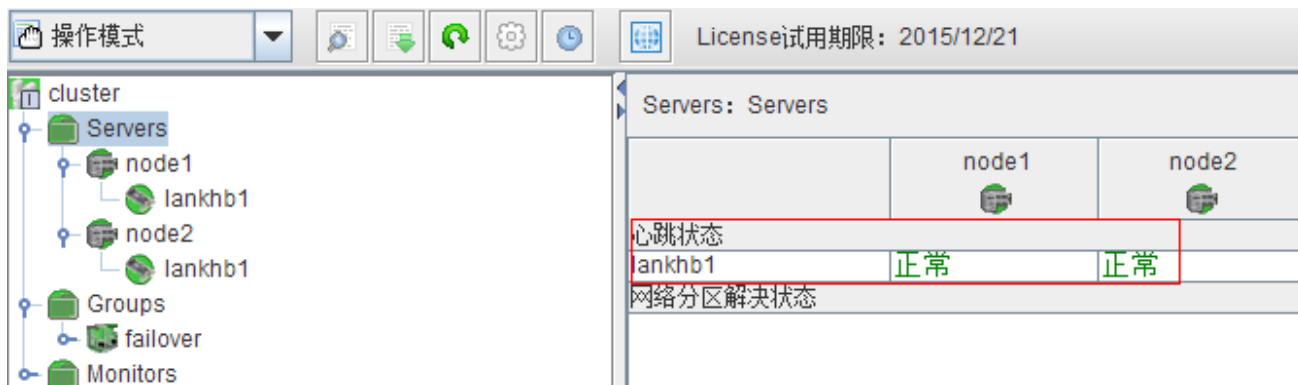 操作模式 License试用期限：2015/12/21
cluster
Servers
node1
lankhb1
node2
lankhb1
Groups
failover
Monitors
Servers：Servers
node1 node2
心跳状态
lankhb1 正常 正常
网络分区解决状态